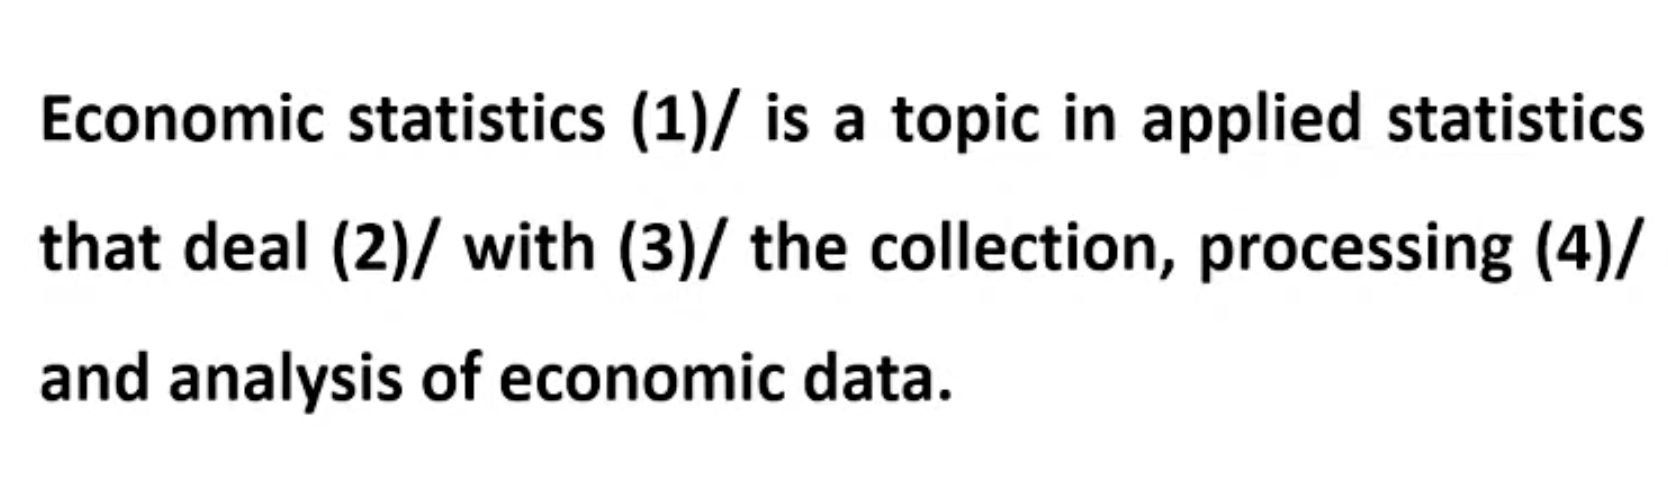 Economic statistics (1)/ is a topic in applied statistics
that deal (2)/ with (3)/ the collection, processing (4)/
and analysis of economic data.